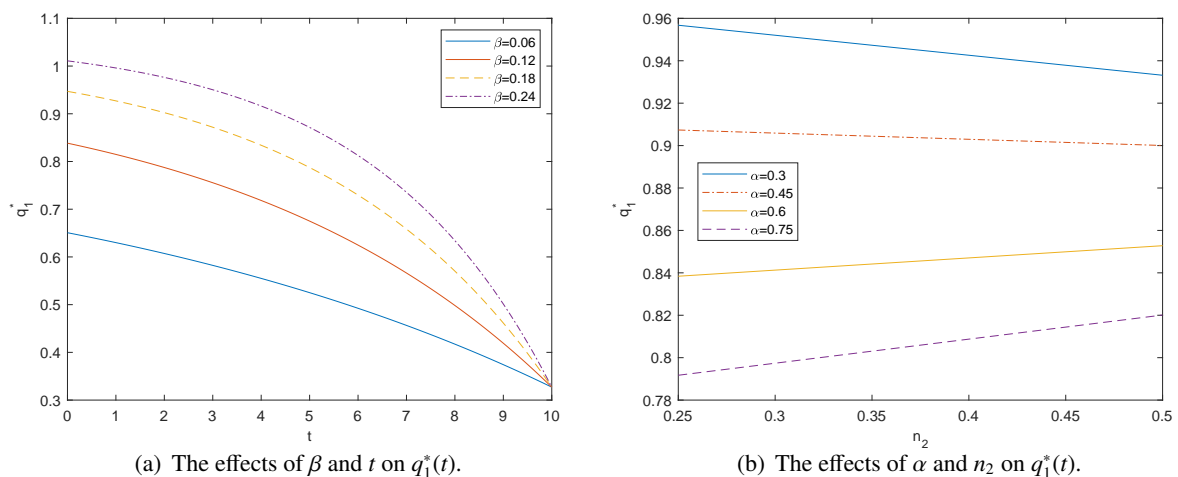 1.1
1
0.9
0.8
0.7
0.6
0.5
0.4
0.3
q₁*
0 1 2 3 4 5 6 7 8 9 10
t
β=0.06
β=0.12
β=0.18
β=0.24
(a) The effects of β and t on q₁*(t).
0.96
0.94
0.92
0.9
0.88
0.86
0.84
0.82
0.8
0.78
q₁*
0.25 0.3 0.35 0.4 0.45 0.5
n₂
α=0.3
α=0.45
α=0.6
α=0.75
(b) The effects of α and n₂ on q₁*(t).